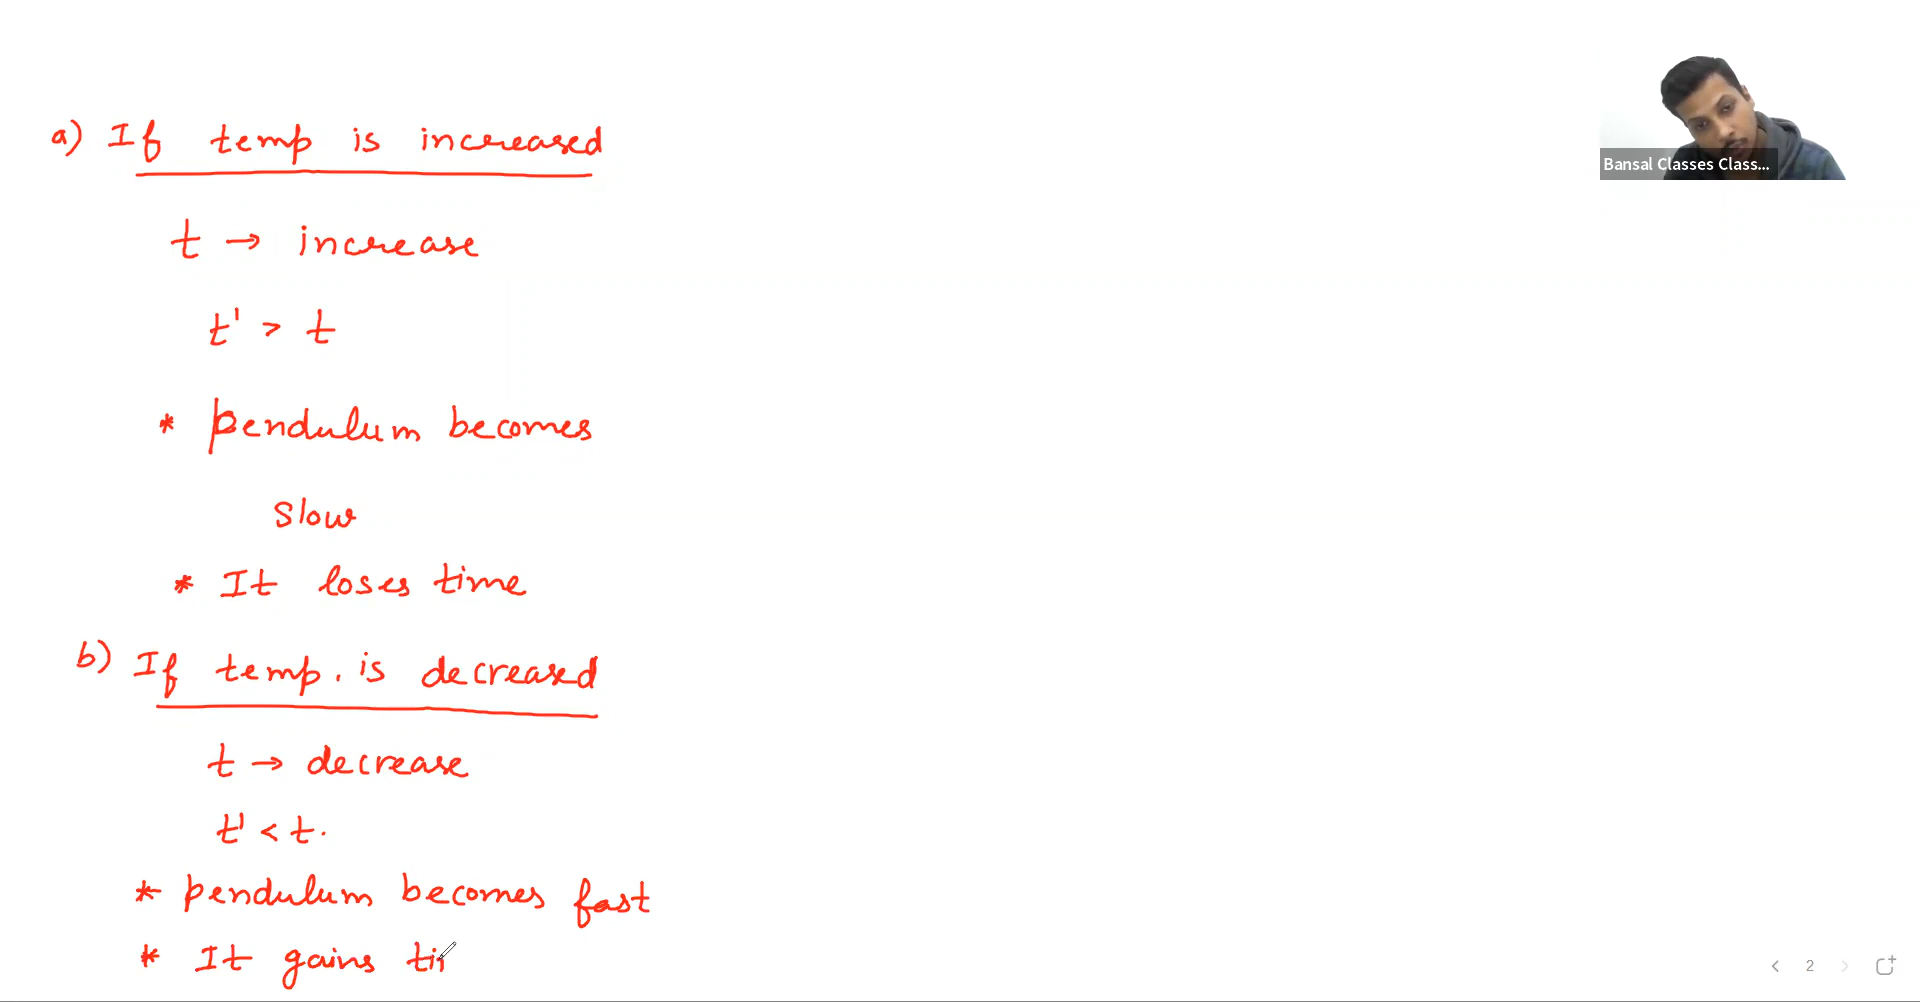 a) If temp is increased
t → increase
t' > t
* Pendulum becomes
Slow
* It loses time
b) If temp. is decreased
t → decrease
t' < t.
* pendulum becomes fast
* It gains ti
Bansal Classes Class...
2